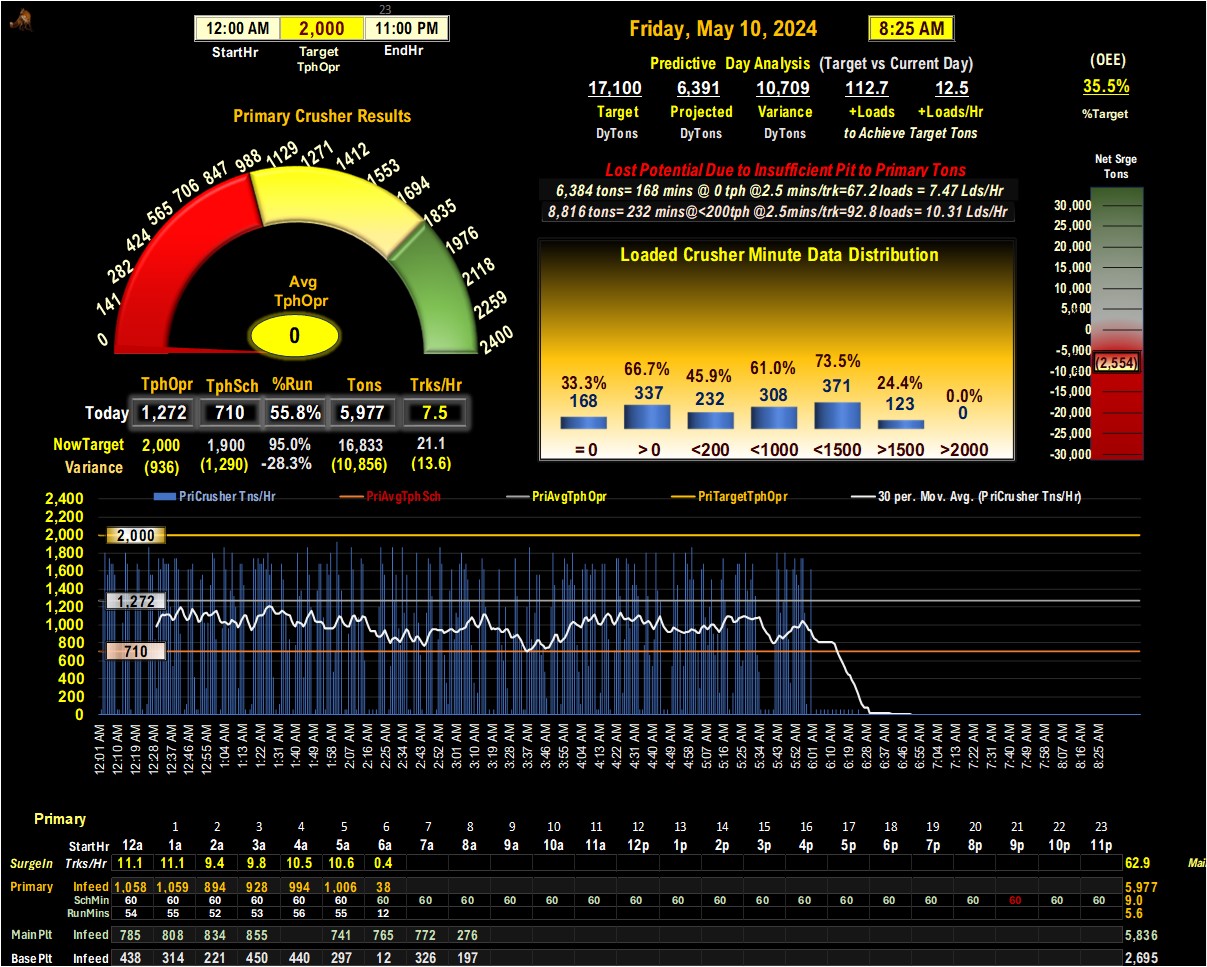 23
12:00 AM 2,000 11:00 PM
StartHr Target TphOpr EndHr
Friday, May 10, 2024 8:25 AM
Predictive Day Analysis (Target vs Current Day)
17,100 6,391 10,709 112.7 12.5
Target Projected Variance +Loads +Loads/Hr
DyTons DyTons DyTons to Achieve Target Tons
(OEE)
35.5%
%Target
Primary Crusher Results
0 141 282 424 565 706 847 988 1129 1271 1412 1553 1694 1835 1976 2118 2259 2400
Avg
TphOpr
0
Lost Potential Due to Insufficient Pit to Primary Tons
6,384 tons= 168 mins @ 0 tph @2.5 mins/trk=67.2 loads = 7.47 Lds/Hr
8,816 tons= 232 mins@<200tph @2.5mins/trk=92.8 loads = 10.31 Lds/Hr
Loaded Crusher Minute Data Distribution
33.3% 66.7% 45.9% 61.0% 73.5% 24.4% 0.0%
168 337 232 308 371 123 0
= 0 > 0 <200 <1000 <1500 >1500 >2000
Net Srge
Tons
30,000
25,000
20,000
15,000
10,000
5,000
0
-5,000
(2,554)
-10,000
-15,000
-20,000
-25,000
-30,000
TphOpr TphSch %Run Tons Trks/Hr
Today 1,272 710 55.8% 5,977 7.5
NowTarget 2,000 1,900 95.0% 16,833 21.1
Variance (936) (1,290) -28.3% (10,856) (13.6)
PriCrusher Tns/Hr PriAvgTphSch PriAvgTphOpr PriTargetTphOpr 30 per. Mov. Avg. (PriCrusher Tns/Hr)
2,400
2,200
2,000 2,000
1,800
1,600
1,400
1,200 1,272
1,000
800
600 710
400
200
0
12:01 AM 12:10 AM 12:19 AM 12:28 AM 12:37 AM 12:46 AM 12:55 AM 1:04 AM 1:13 AM 1:22 AM 1:31 AM 1:40 AM 1:49 AM 1:58 AM 2:07 AM 2:16 AM 2:25 AM 2:34 AM 2:43 AM 2:52 AM 3:01 AM 3:10 AM 3:19 AM 3:28 AM 3:37 AM 3:46 AM 3:55 AM 4:04 AM 4:13 AM 4:22 AM 4:31 AM 4:40 AM 4:49 AM 4:58 AM 5:07 AM 5:16 AM 5:25 AM 5:34 AM 5:43 AM 5:52 AM 6:01 AM 6:10 AM 6:19 AM 6:28 AM 6:37 AM 6:46 AM 6:55 AM 7:04 AM 7:13 AM 7:22 AM 7:31 AM 7:40 AM 7:49 AM 7:58 AM 8:07 AM 8:16 AM 8:25 AM
Primary
1 2 3 4 5 6 7 8 9 10 11 12 13 14 15 16 17 18 19 20 21 22 23
StartHr 12a 1a 2a 3a 4a 5a 6a 7a 8a 9a 10a 11a 12p 1p 2p 3p 4p 5p 6p 7p 8p 9p 10p 11p
SurgeIn Trks/Hr 11.1 11.1 9.4 9.8 10.5 10.6 0.4 62.9 Mai
Primary Infeed 1,058 1,059 894 928 994 1,006 38 5,977
SchMin 60 60 60 60 60 60 60 60 60 60 60 60 60 60 60 60 60 60 60 60 60 60 60 60 9.0
RunMins 54 55 52 53 56 55 12 5.6
MainPlt Infeed 785 808 834 855 741 765 772 276 5,836
BasePlt Infeed 438 314 221 450 440 297 12 326 197 2,695